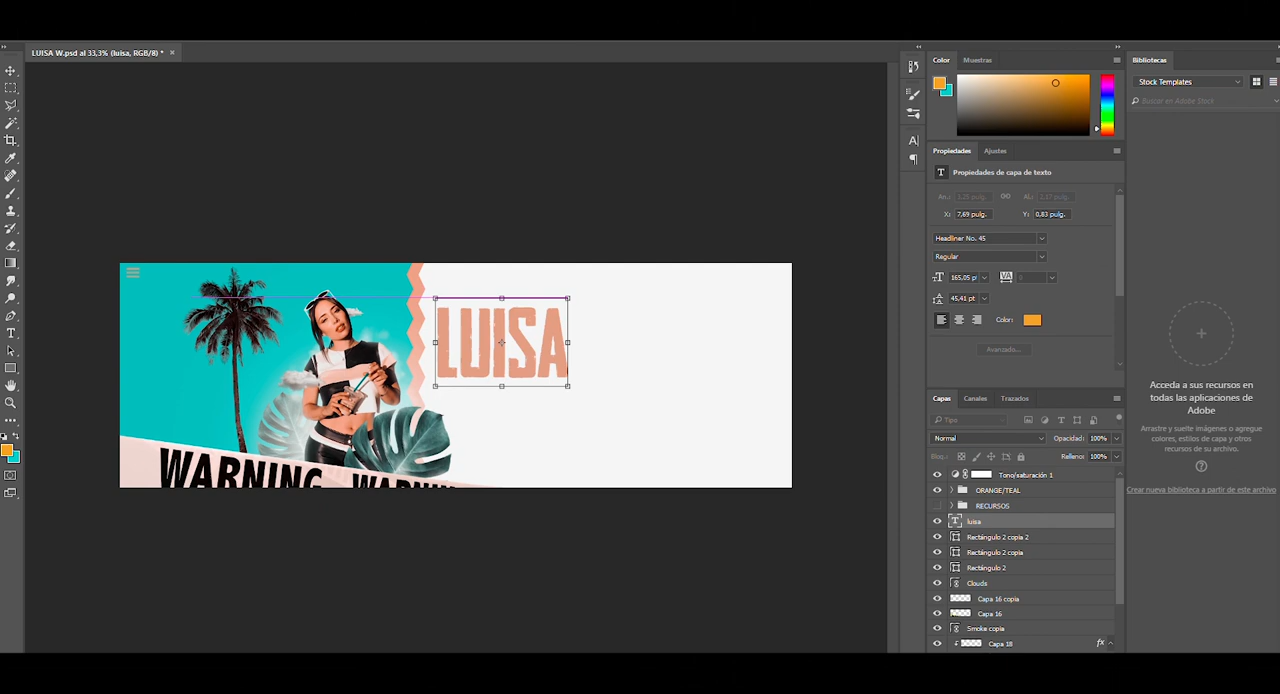 LUISA W.psd al 33,3% (luisa, RGB/8) * ×
Color Muestras
Bibliotecas
Stock Templates
Buscar en Adobe Stock
Propiedades Ajustes
T Propiedades de capa de texto
An.: 1,25 pulg. Al.:
X: 7,69 pulg. Y: 0,83 pulg.
Headliner No. 45
Regular
165,05 p
45,41 pt
Color:
Avanzado...
LUISA
WARNING WARNING
Acceda a sus recursos en
todas las aplicaciones de
Adobe
Arrastre y suelte imágenes o agregue
colores, estilos de capa y otros
recursos de su archivo.
Crear nueva biblioteca a partir de este archivo
Capas Canales Trazados
Tipo
Normal Opacidad: 100%
Bloq.: Relleno: 100%
Tono/saturación 1
ORANGE/TEAL
RECURSOS
luisa
Rectángulo 2 copia 2
Rectángulo 2 copia
Rectángulo 2
Clouds
Capa 16 copia
Capa 16
Smoke copia
Capa 18 fx